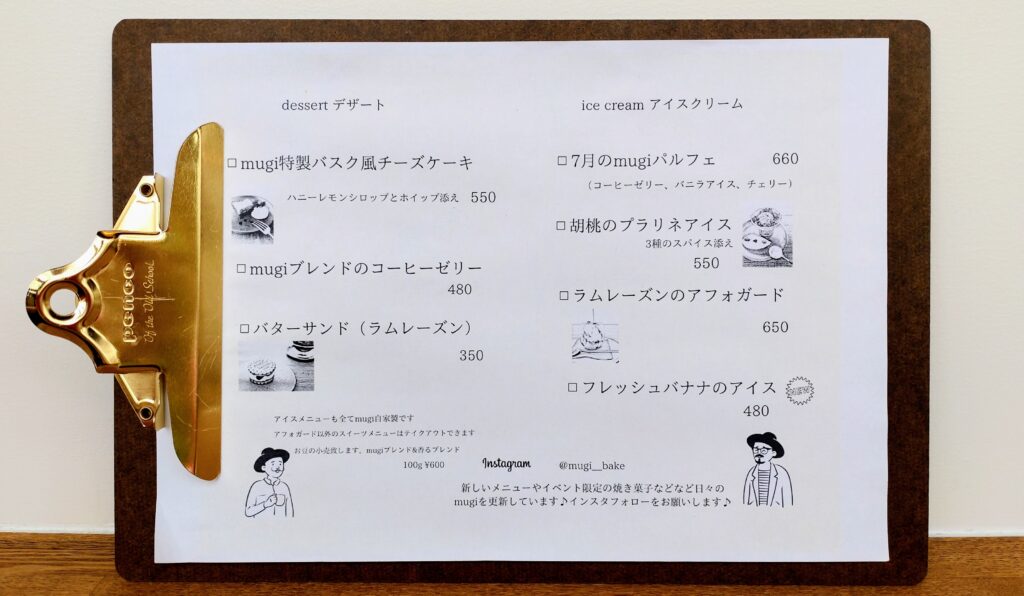 dessert デザート
□ mugi特製バスク風チーズケーキ
ハニーレモンシロップとホイップ添え 550
□ mugiブレンドのコーヒーゼリー
480
□ バターサンド（ラムレーズン）
350
アイスメニューも全てmugi自家製です
アフォガード以外のスイーツメニューはテイクアウトできます
お豆の小売致します、mugiブレンド&香るブレンド
100g ¥600
ice cream アイスクリーム
□ 7月のmugiパルフェ 660
（コーヒーゼリー、バニラアイス、チェリー）
□ 胡桃のプラリネアイス
3種のスパイス添え
550
□ ラムレーズンのアフォガード
650
□ フレッシュバナナのアイス
480
Instagram @mugi__bake
新しいメニューやイベント限定の焼き菓子などなど日々の
mugiを更新しています♪インスタフォローをお願いします♪
penco
Of the Old School